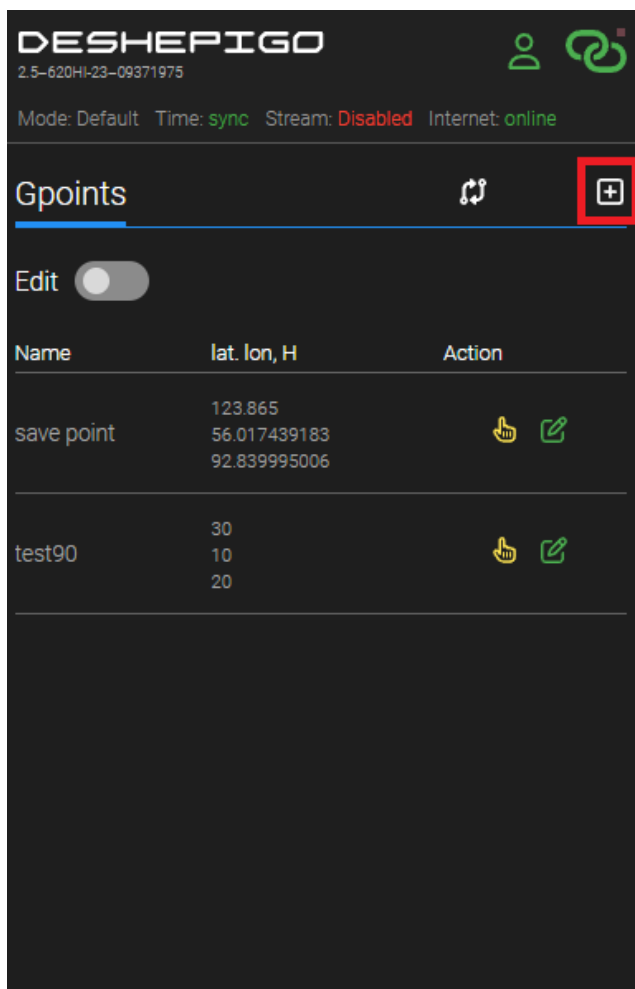 DESHEPIGO
2.5–620HI-23–09371975
Mode: Default Time: sync Stream: Disabled Internet: online
Gpoints
Edit
Name lat. lon, H Action
save point
123.865
56.017439183
92.839995006
test90
30
10
20